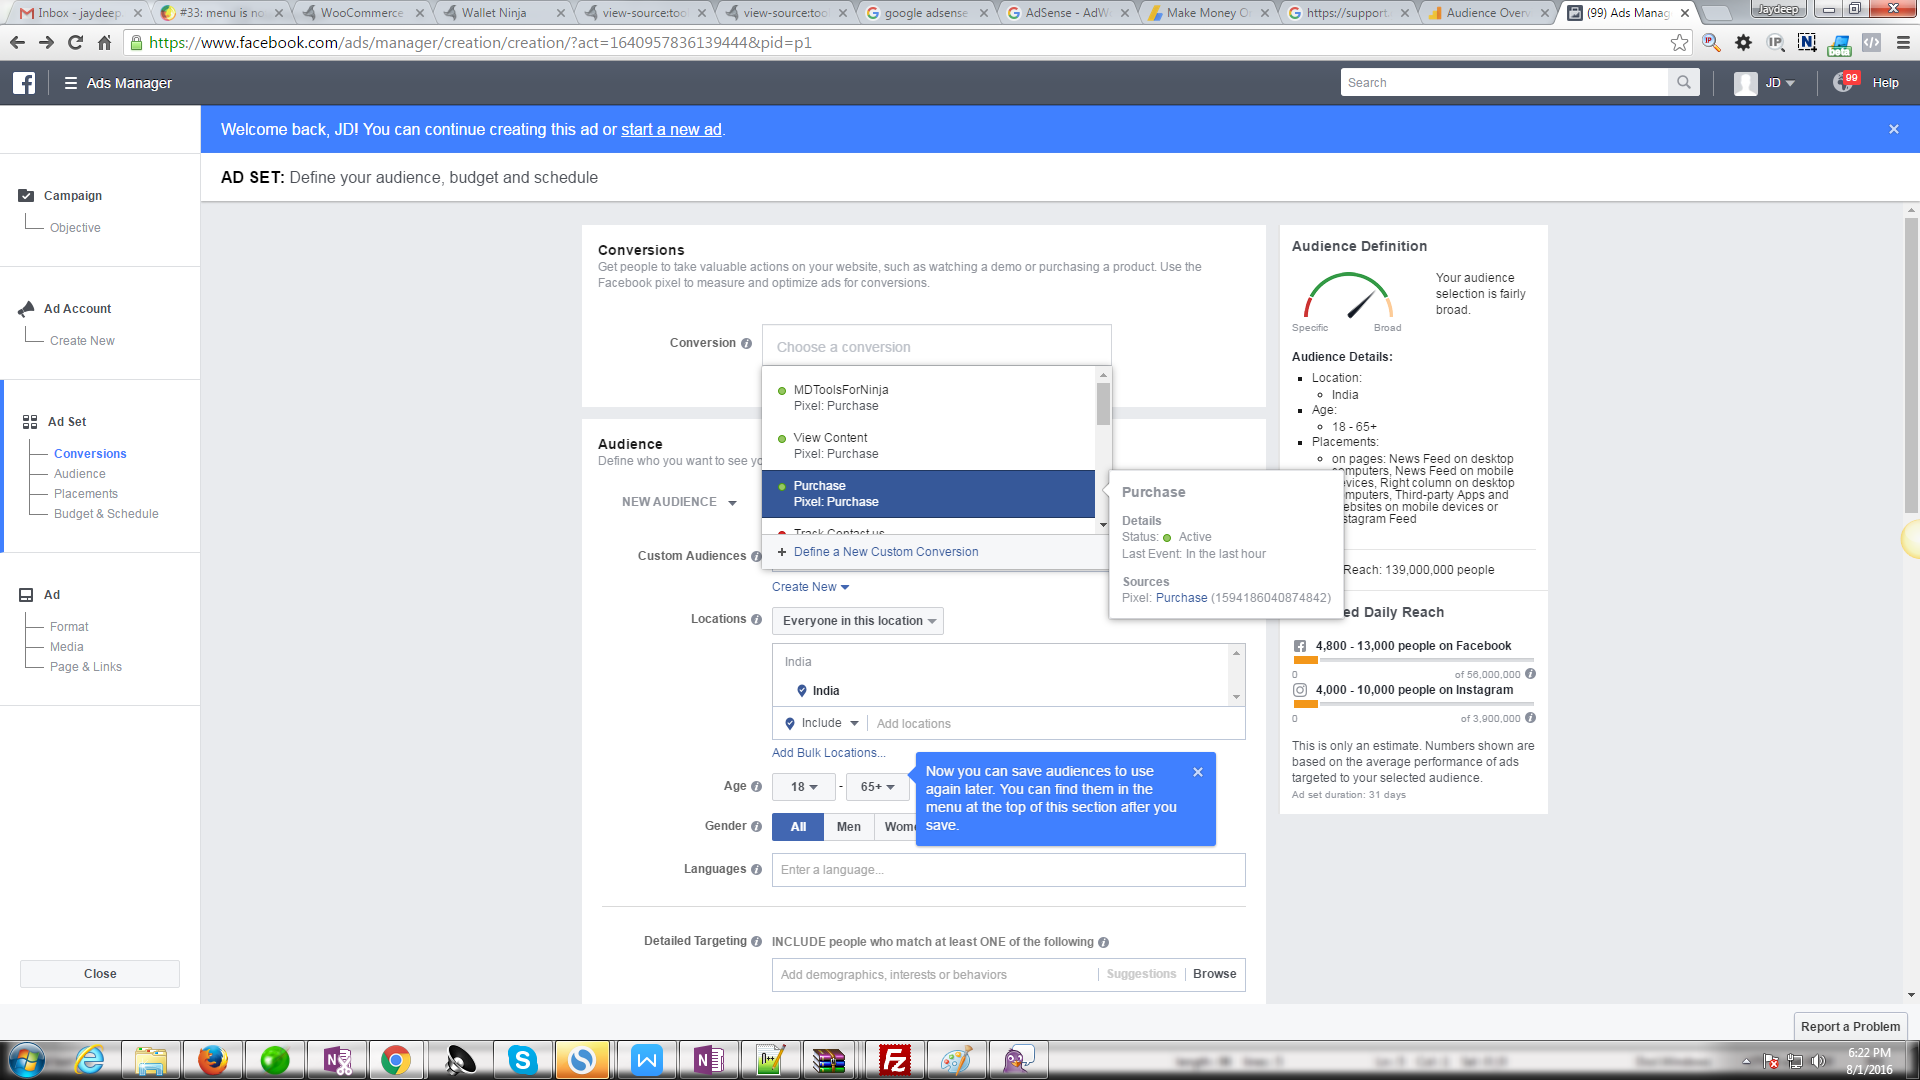 Inbox - jaydeep.
#33: menu is no
WooCommerce
Wallet Ninja
view-source:tool
view-source:tool
google adsense
AdSense - AdW
Make Money O
https://support.
Audience Overv
(99) Ads Manag
Jaydeep
https://www.facebook.com/ads/manager/creation/creation/?act=1640957836139444&pid=p1
Ads Manager
Search
JD
99
Help
Welcome back, JD! You can continue creating this ad or start a new ad.
AD SET: Define your audience, budget and schedule
Campaign
Objective
Ad Account
Create New
Ad Set
Conversions
Audience
Placements
Budget & Schedule
Ad
Format
Media
Page & Links
Close
Conversions
Get people to take valuable actions on your website, such as watching a demo or purchasing a product. Use the
Facebook pixel to measure and optimize ads for conversions.
Conversion
Choose a conversion
MDToolsForNinja
Pixel: Purchase
View Content
Pixel: Purchase
Purchase
Pixel: Purchase
Track Contact us
+ Define a New Custom Conversion
Purchase
Details
Status: Active
Last Event: In the last hour
Sources
Pixel: Purchase (1594186040874842)
Audience
Define who you want to see yo
NEW AUDIENCE
Custom Audiences
Create New
Locations
Everyone in this location
India
India
Include
Add locations
Add Bulk Locations...
Age
18 - 65+
Now you can save audiences to use
again later. You can find them in the
menu at the top of this section after you
save.
Gender
All
Men
Wome
Languages
Enter a language...
Detailed Targeting
INCLUDE people who match at least ONE of the following
Add demographics, interests or behaviors
Suggestions
Browse
Audience Definition
Your audience
selection is fairly
broad.
Specific
Broad
Audience Details:
Location:
India
Age:
18 - 65+
Placements:
on pages: News Feed on desktop
computers, News Feed on mobile
evices, Right column on desktop
mputers, Third-party Apps and
ebsites on mobile devices or
stagram Feed
Reach: 139,000,000 people
ed Daily Reach
4,800 - 13,000 people on Facebook
0
of 56,000,000
4,000 - 10,000 people on Instagram
0
of 3,900,000
This is only an estimate. Numbers shown are
based on the average performance of ads
targeted to your selected audience.
Ad set duration: 31 days
Report a Problem
6:22 PM
8/1/2016